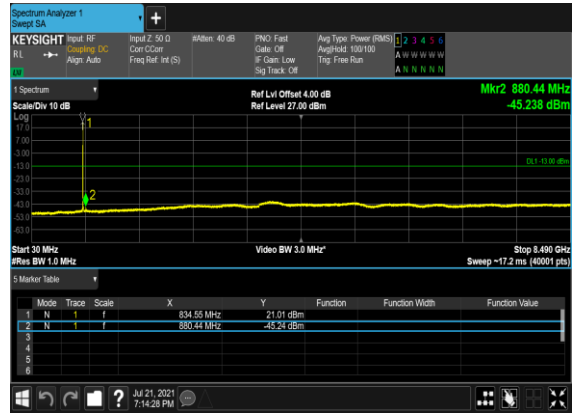 Spectrum Analyzer 1
Swept SA
+
KEYSIGHT Input: RF Input Z: 50 Ω #Atten: 40 dB PNO: Fast Avg Type: Power (RMS) 1 2 3 4 5 6
RL Coupling: DC Corr CCorr Gate: Off Avg|Hold: 100/100 A W W W W W
Align: Auto Freq Ref: Int (S) IF Gain: Low Trig: Free Run
Sig Track: Off A N N N N N
1 Spectrum Ref Lvl Offset 4.00 dB Mkr2 880.44 MHz
Scale/Div 10 dB Ref Level 27.00 dBm -45.238 dBm
Log
17.0
7.00
-3.00
-13.0 DL1 -13.00 dBm
-23.0
-33.0
-43.0
-53.0
-63.0
1
2
Start 30 MHz Video BW 3.0 MHz* Stop 8.490 GHz
#Res BW 1.0 MHz Sweep ~17.2 ms (40001 pts)
5 Marker Table
Mode Trace Scale X Y Function Function Width Function Value
1 N 1 f 834.55 MHz 21.01 dBm
2 N 1 f 880.44 MHz -45.24 dBm
3
4
5
6
? Jul 21, 2021
7:14:28 PM